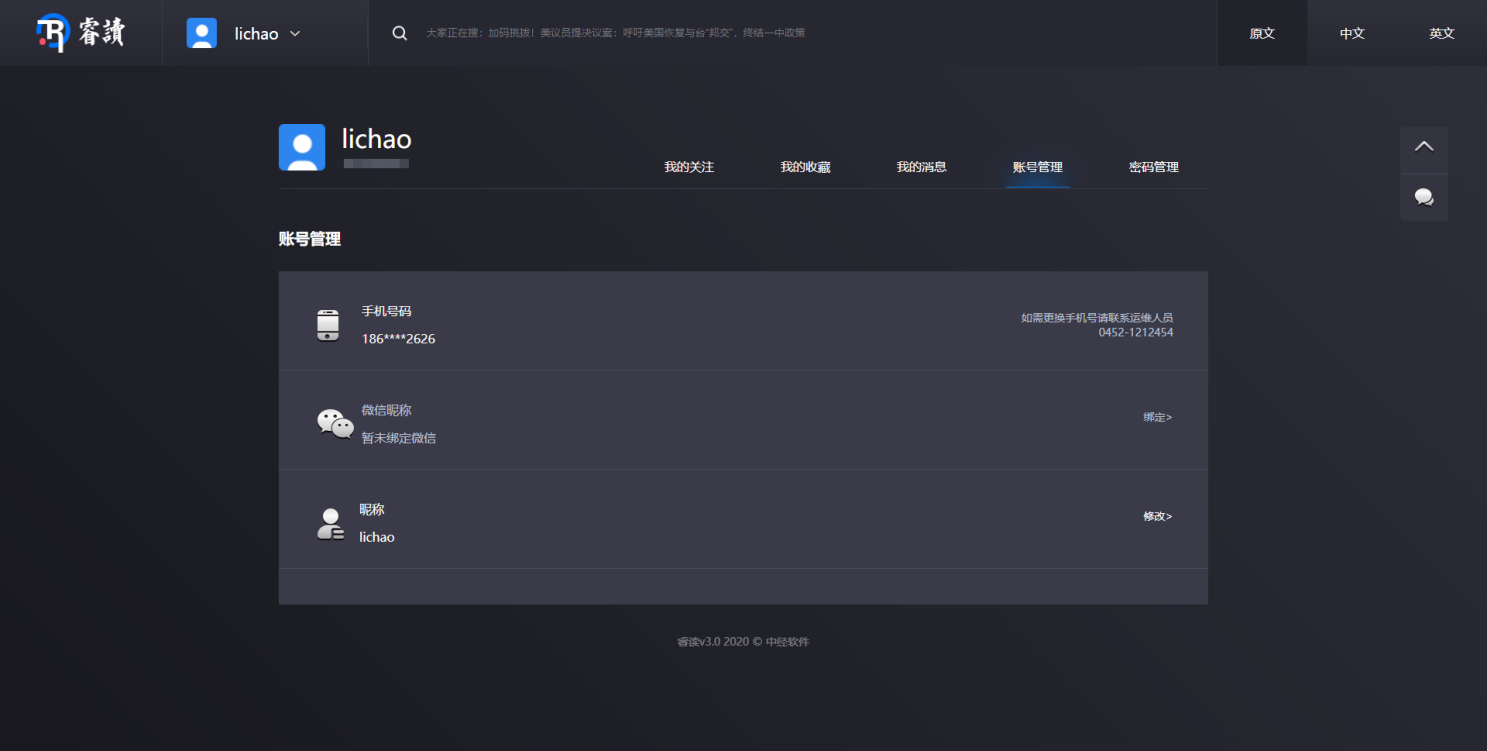 睿讀
lichao
大家正在搜：加码挑拨！美议员提决议案：呼吁美国恢复与台“邦交”，终结一中政策
原文
中文
英文
lichao
我的关注
我的收藏
我的消息
账号管理
密码管理
账号管理
手机号码
186****2626
如需更换手机号请联系运维人员
0452-1212454
微信昵称
暂未绑定微信
绑定>
昵称
lichao
修改>
睿读v3.0 2020 © 中经软件